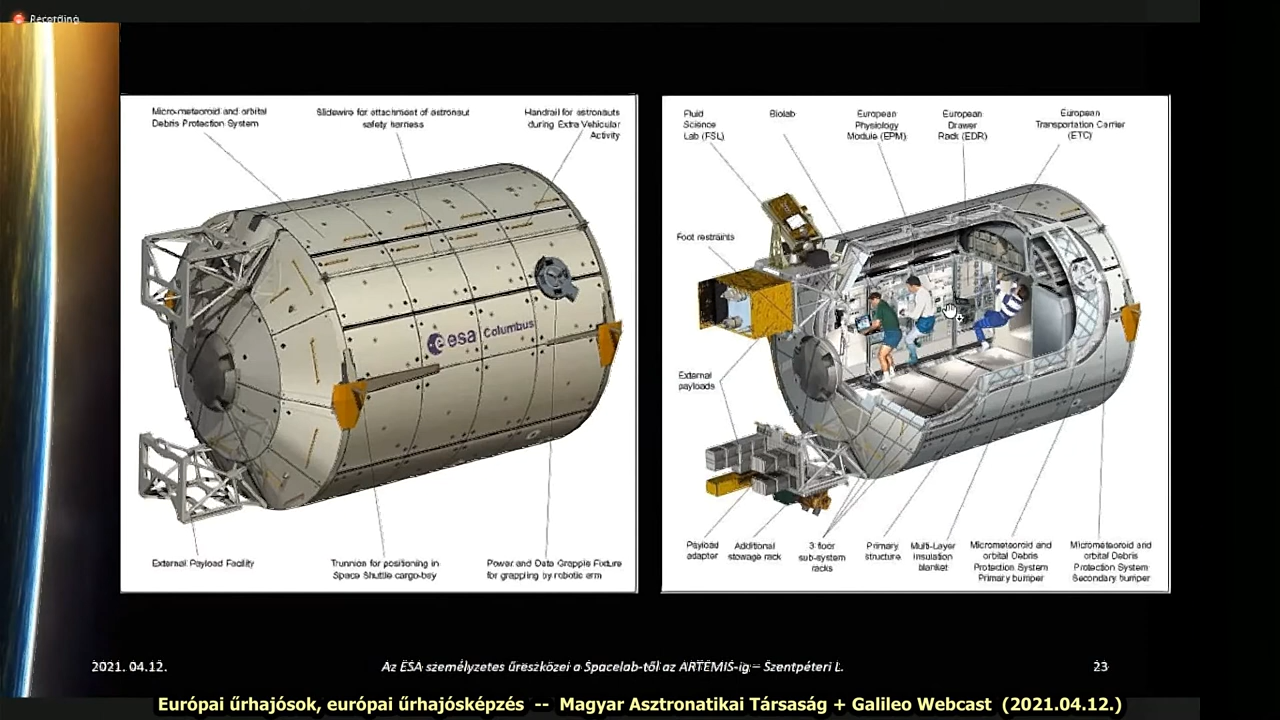 Recording...
Micro-meteoroid and orbital
Debris Protection System
Slidewire for attachment of astronaut
safety harness
Handrail for astronauts
during Extra Vehicular
Activity
esa Columbus
External Payload Facility
Trunnion for positioning in
Space Shuttle cargo-bay
Power and Data Grapple Fixture
for grappling by robotic arm
Fluid
Science
Lab (FSL)
Biolab
European
Physiology
Module (EPM)
European
Drawer
Rack (EDR)
European
Transportation Carrier
(ETC)
Foot restraints
External
payloads
Payload
adapter
Additional
stowage rack
3 floor
sub-system
racks
Primary
structure
Multi-Layer
Insulation
blanket
Micrometeoroid and
orbital Debris
Protection System
Primary bumper
Micrometeoroid and
orbital Debris
Protection System
Secondary bumper
2021. 04.12.
Az ESA személyzetes űreszközei a Spacelab-től az ARTEMIS-ig – Szentpéteri L.
23
Európai űrhajósok, európai űrhajósképzés -- Magyar Asztronatikai Társaság + Galileo Webcast (2021.04.12.)